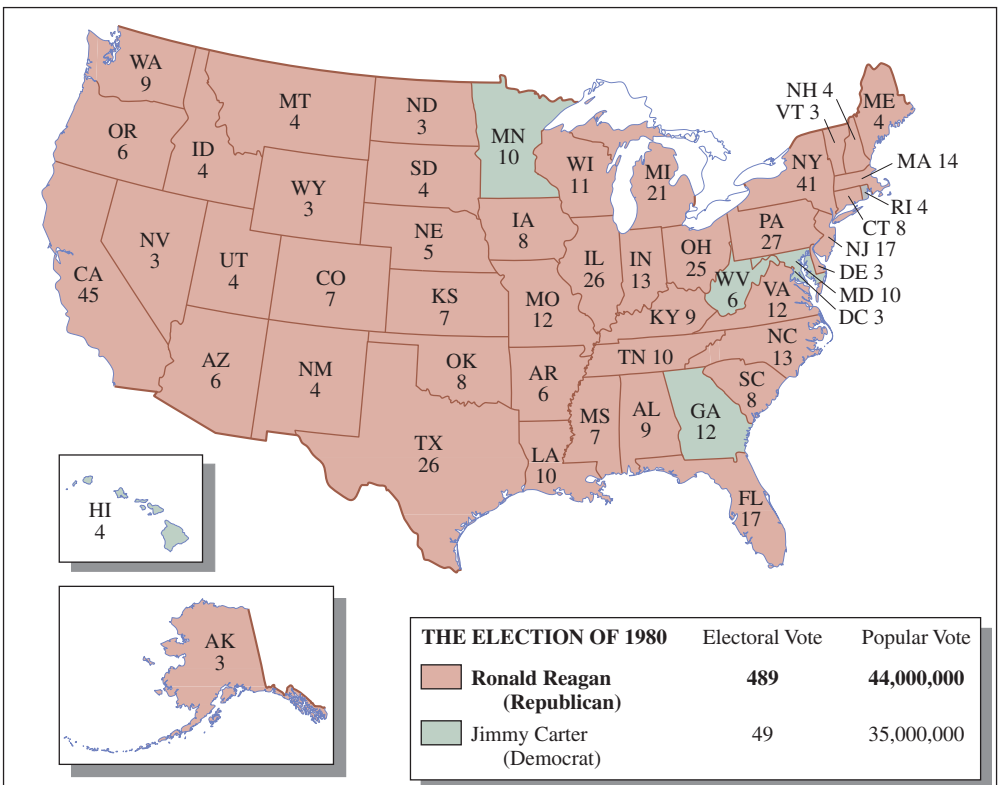 WA
9
MT
4
ND
3
MN
10
OR
6
ID
4
WY
3
SD
4
WI
11
MI
21
NH 4
VT 3
ME
4
NY
41
MA 14
RI 4
CT 8
NJ 17
DE 3
MD 10
DC 3
CA
45
NV
3
UT
4
CO
7
NE
5
IA
8
IL
26
IN
13
OH
25
PA
27
WV
6
VA
12
KS
7
MO
12
KY 9
NC
13
AZ
6
NM
4
OK
8
AR
6
TN 10
SC
8
MS
7
AL
9
GA
12
TX
26
LA
10
FL
17
HI
4
AK
3
THE ELECTION OF 1980 Electoral Vote Popular Vote
Ronald Reagan 489 44,000,000
(Republican)
Jimmy Carter 49 35,000,000
(Democrat)